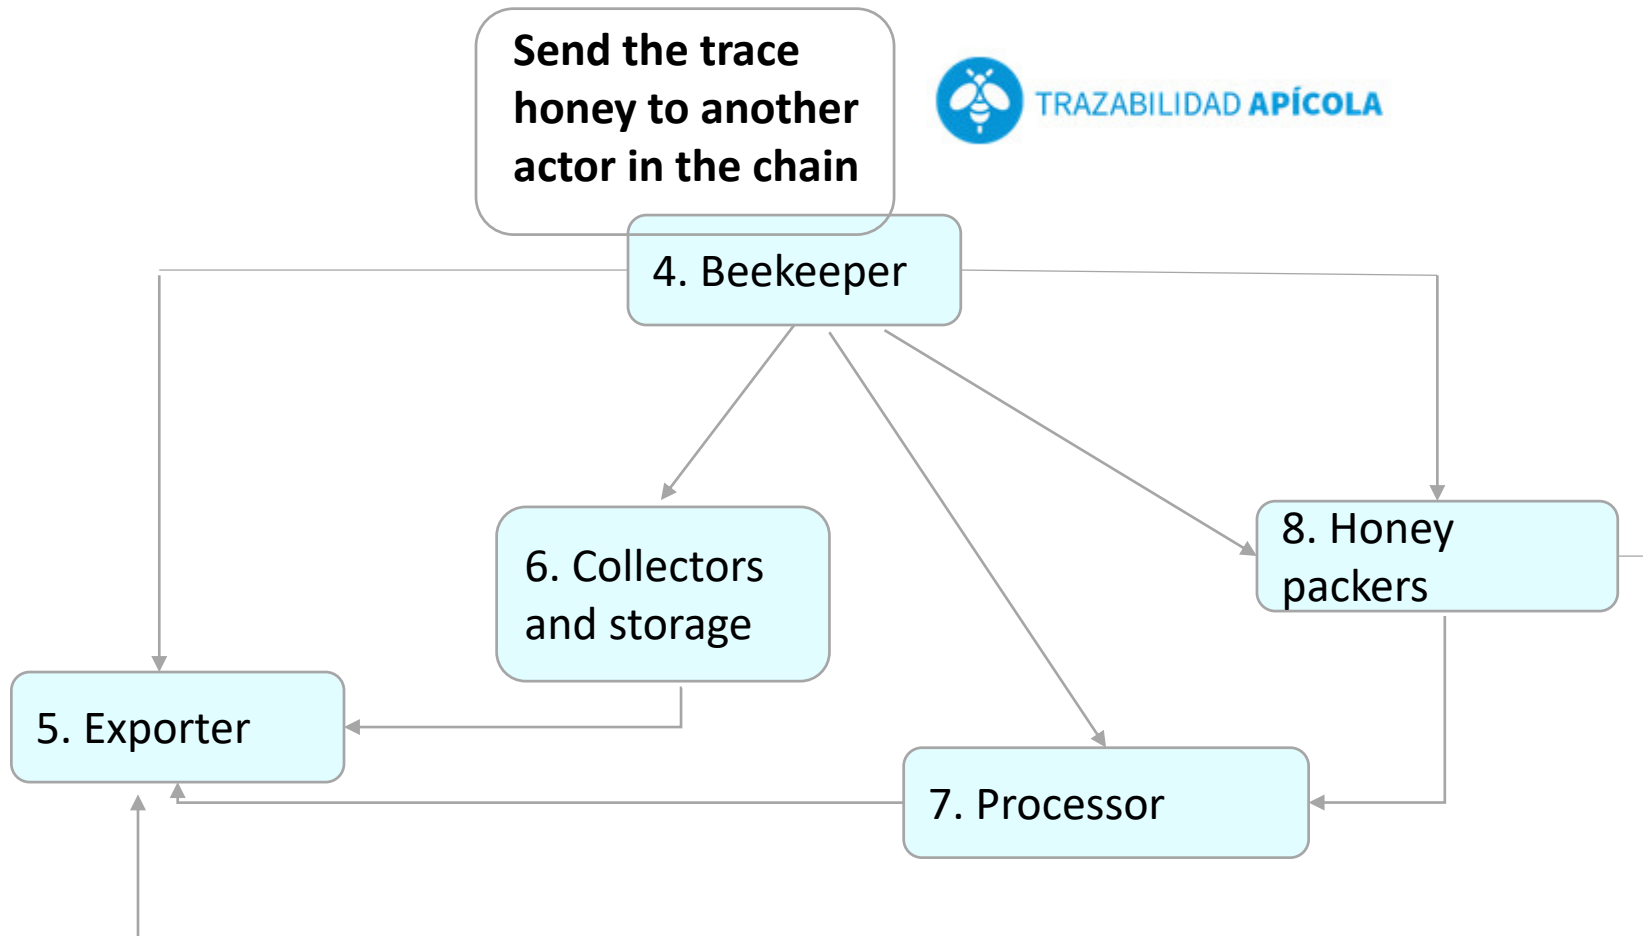 Send the trace
honey to another
actor in the chain
TRAZABILIDAD APÍCOLA
4. Beekeeper
6. Collectors
and storage
8. Honey
packers
5. Exporter
7. Processor